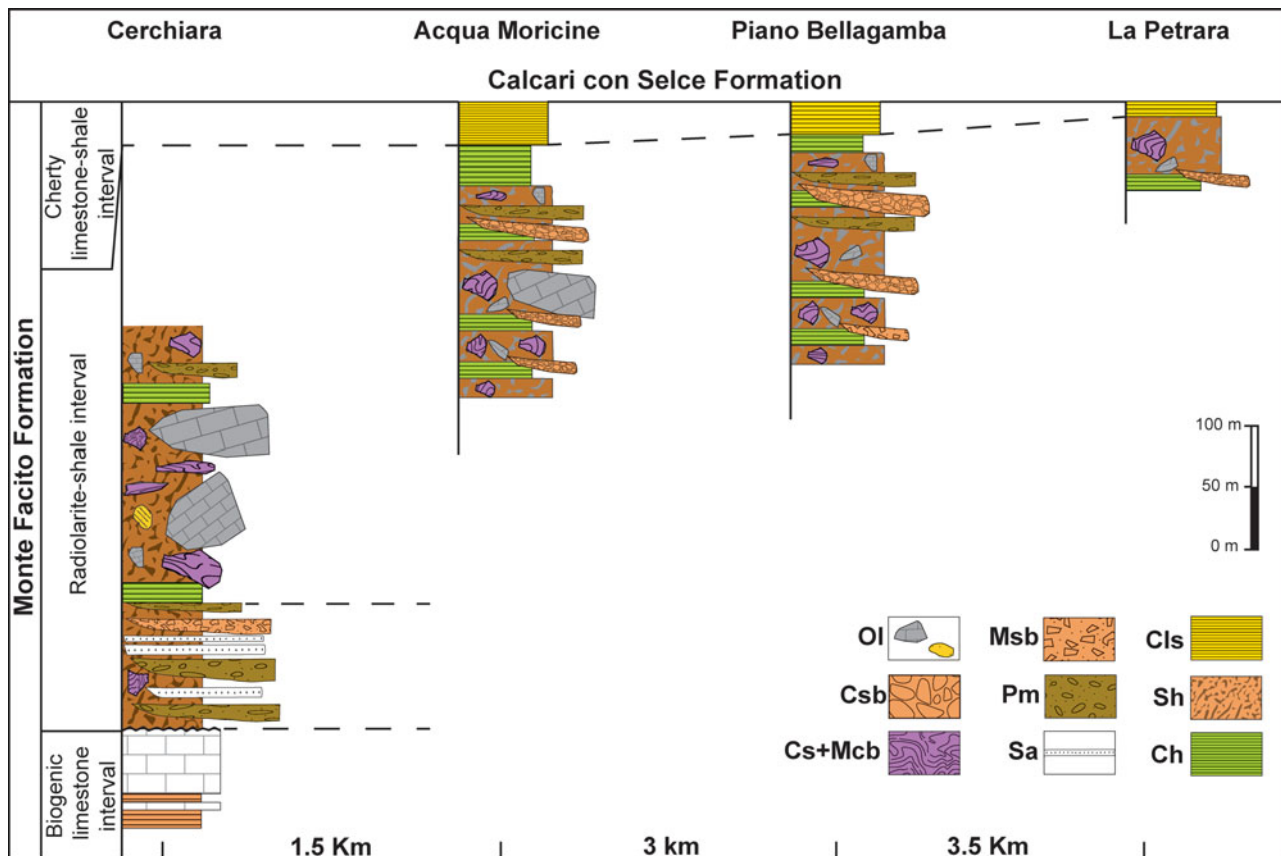 Cerchiara Acqua Moricine Piano Bellagamba La Petrara
Calcari con Selce Formation
Monte Facito Formation
Cherty
limestone-shale
interval
Radiolarite-shale interval
Biogenic
limestone
interval
100 m
50 m
0 m
Ol Msb Cls
Csb Pm Sh
Cs+Mcb Sa Ch
1.5 Km 3 km 3.5 Km